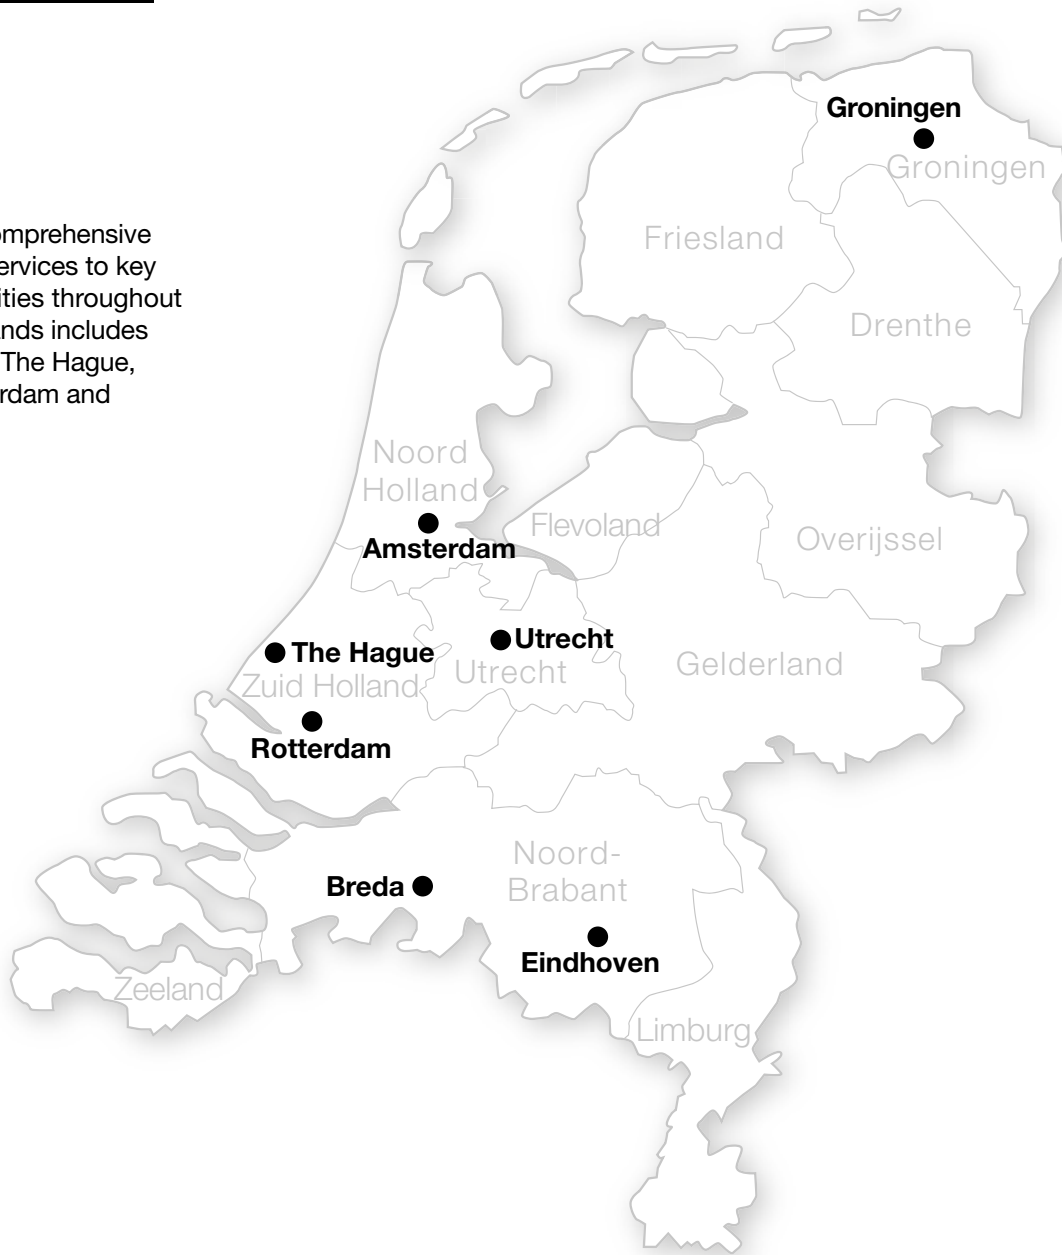 omprehensive
ervices to key
ities throughout
ands includes
The Hague,
rdam and
Groningen
Groningen
Friesland
Drenthe
Noord
Holland
Flevoland
Overijssel
Amsterdam
Utrecht
The Hague
Utrecht
Gelderland
Zuid Holland
Rotterdam
Noord-
Brabant
Breda
Eindhoven
Zeeland
Limburg